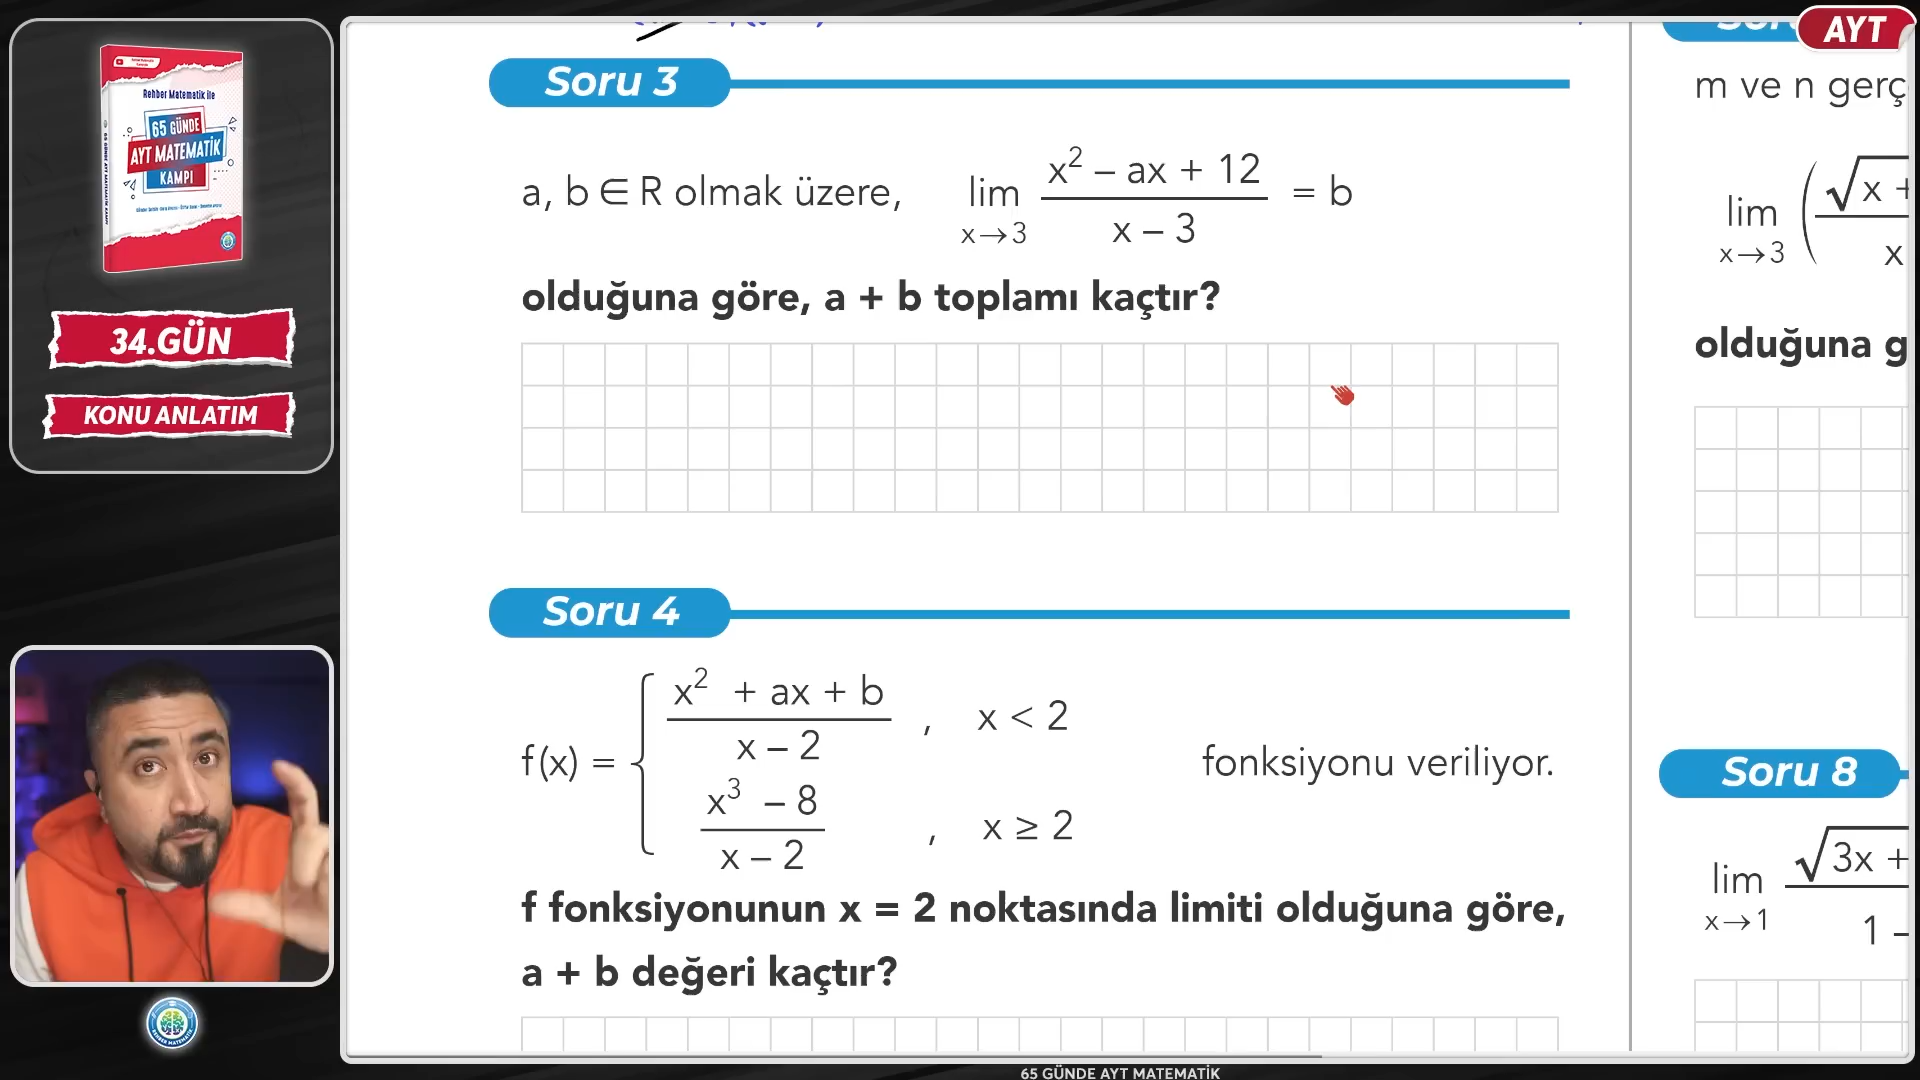 Rehber Matematik ile
65 GÜNDE
AYT MATEMATİK
KAMPI
34.GÜN
KONU ANLATIM
Soru 3
a, b ∈ R olmak üzere, lim x→3 (x² – ax + 12)/(x – 3) = b
olduğuna göre, a + b toplamı kaçtır?
Soru 4
f(x) = { (x² + ax + b)/(x – 2) , x < 2
(x³ – 8)/(x – 2) , x ≥ 2
fonksiyonu veriliyor.
f fonksiyonunun x = 2 noktasında limiti olduğuna göre,
a + b değeri kaçtır?
AYT
m ve n gerç
lim x→3 (√x +
x
olduğuna g
Soru 8
lim x→1 √3x +
1 –
65 GÜNDE AYT MATEMATİK